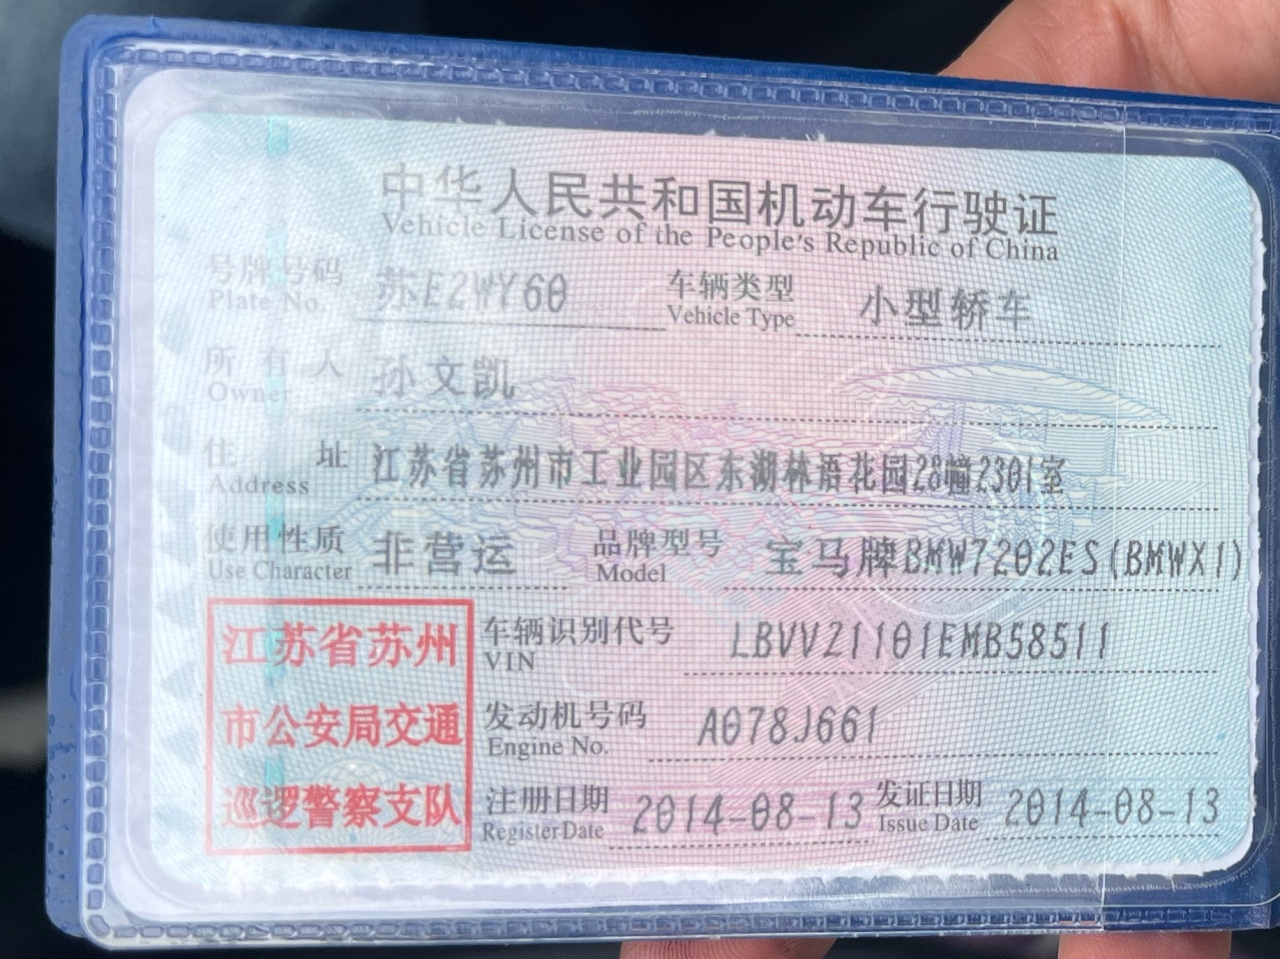 中华人民共和国机动车行驶证
Vehicle License of the People's Republic of China
号牌号码 苏E2WY60 车辆类型 小型轿车
Plate No. Vehicle Type
所有人 孙文凯
Owner
住址 江苏省苏州市工业园区东湖林语花园28幢2301室
Address
使用性质 非营运 品牌型号 宝马牌BMW7202ES(BMWX1)
Use Character Model
江苏省苏州
市公安局交通
巡逻警察支队
车辆识别代号 LBVVZ1101EMB58511
VIN
发动机号码 A078J661
Engine No.
注册日期 2014-08-13 发证日期 2014-08-13
Register Date Issue Date